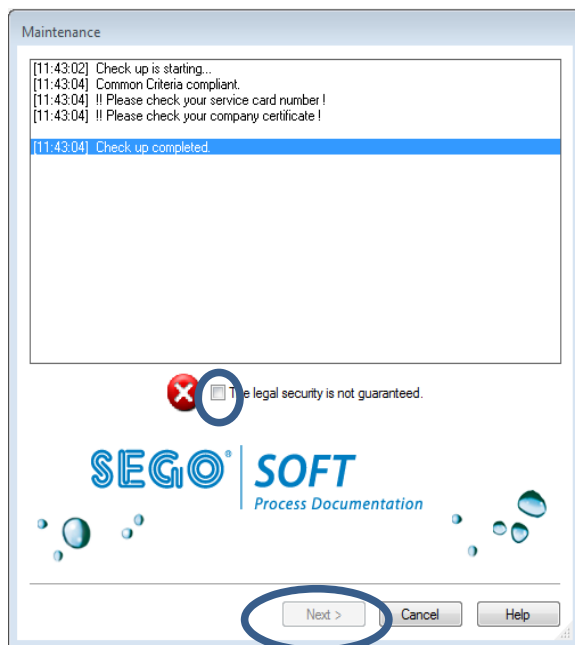 Maintenance
[11:43:02] Check up is starting...
[11:43:04] Common Criteria compliant.
[11:43:04] !! Please check your service card number !
[11:43:04] !! Please check your company certificate !
[11:43:04] Check up completed.
The legal security is not guaranteed.
SEGO® SOFT
Process Documentation
Next >
Cancel
Help